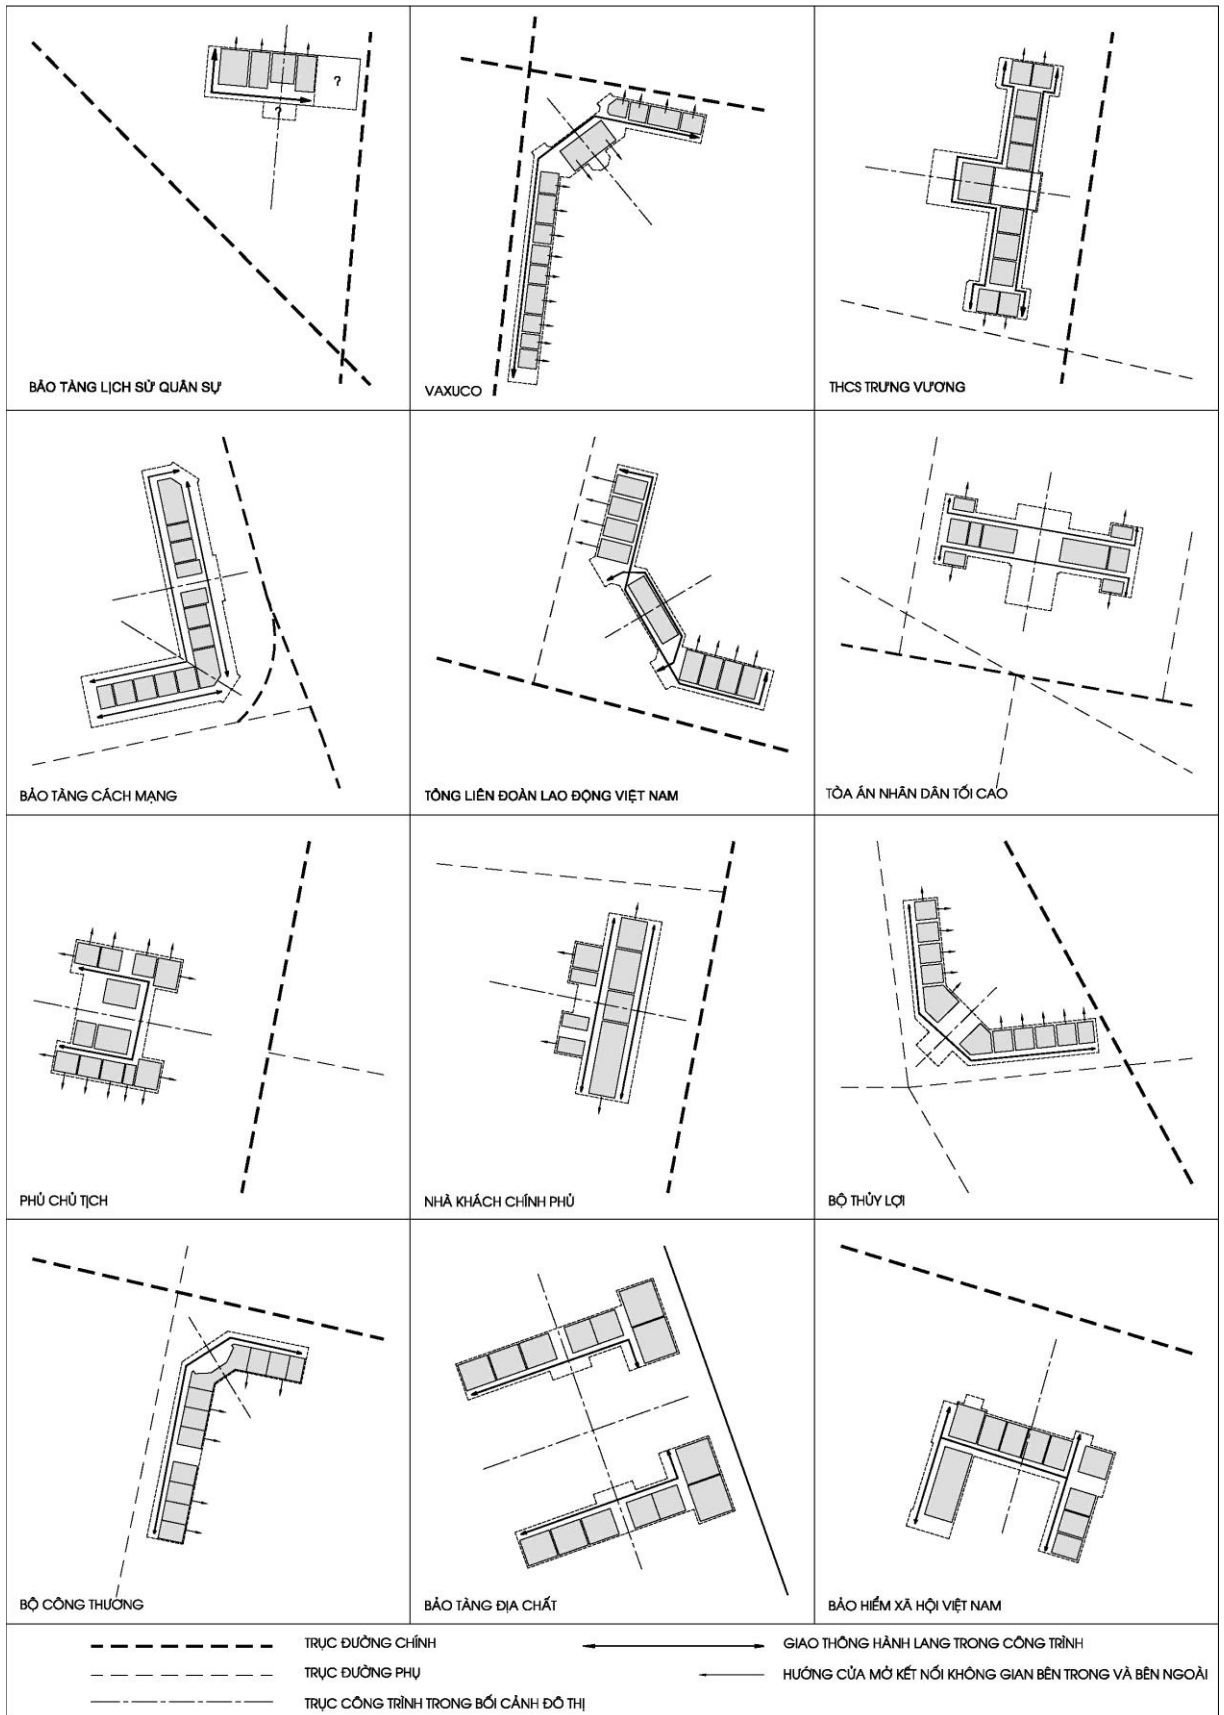 ?
?
BẢO TÀNG LỊCH SỬ QUÂN SỰ
VAXUCO
THCS TRƯNG VƯƠNG
BẢO TÀNG CÁCH MẠNG
TỔNG LIÊN ĐOÀN LAO ĐỘNG VIỆT NAM
TÒA ÁN NHÂN DÂN TỐI CAO
PHỦ CHỦ TỊCH
NHÀ KHÁCH CHÍNH PHỦ
BỘ THỦY LỢI
BỘ CÔNG THƯƠNG
BẢO TÀNG ĐỊA CHẤT
BẢO HIỂM XÃ HỘI VIỆT NAM
TRỤC ĐƯỜNG CHÍNH
GIAO THÔNG HÀNH LANG TRONG CÔNG TRÌNH
TRỤC ĐƯỜNG PHỤ
HƯỚNG CỬA MỞ KẾT NỐI KHÔNG GIAN BÊN TRONG VÀ BÊN NGOÀI
TRỤC CÔNG TRÌNH TRONG BỐI CẢNH ĐÔ THỊ